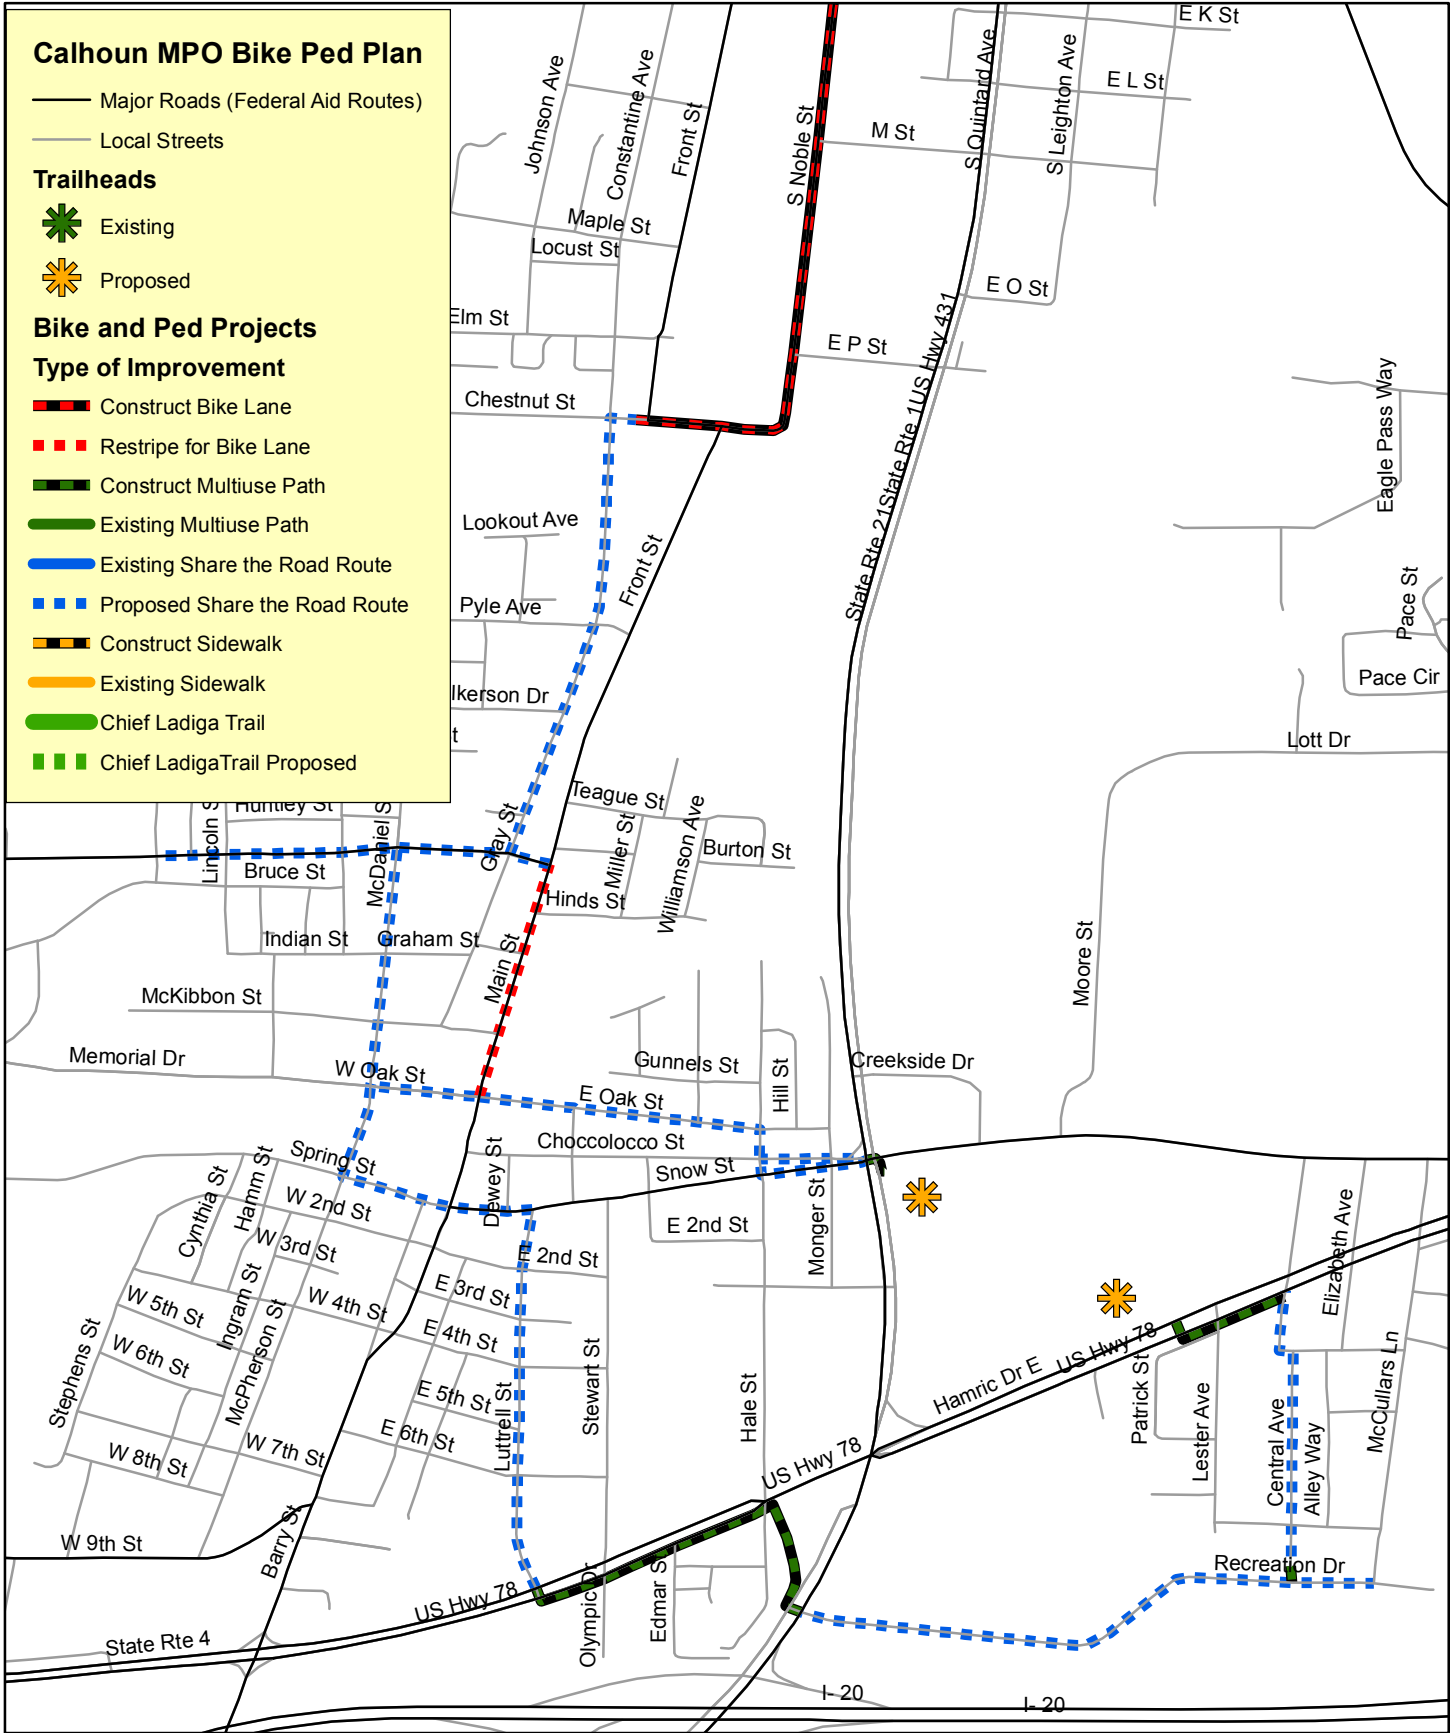 Calhoun MPO Bike Ped Plan
Major Roads (Federal Aid Routes)
Local Streets
Trailheads
Existing
Proposed
Bike and Ped Projects
Type of Improvement
Construct Bike Lane
Restripe for Bike Lane
Construct Multiuse Path
Existing Multiuse Path
Existing Share the Road Route
Proposed Share the Road Route
Construct Sidewalk
Existing Sidewalk
Chief Ladiga Trail
Chief LadigaTrail Proposed
E K St
E L St
M St
S Quintard Ave
S Leighton Ave
Johnson Ave
Constantine Ave
Front St
S Noble St
Maple St
Locust St
Elm St
E O St
E P St
State Rte 21State Rte 1US Hwy 431
Chestnut St
Eagle Pass Way
Lookout Ave
Front St
Pyle Ave
Pace St
Pace Cir
lkerson Dr
t
Lott Dr
Teague St
Huntley St
Lincoln S
McDaniel S
Gray St
Miller St
Williamson Ave
Burton St
Bruce St
Hinds St
Indian St
Graham St
Main St
Moore St
McKibbon St
Memorial Dr
W Oak St
Gunnels St
Hill St
Creekside Dr
E Oak St
Choccolocco St
Spring St
Snow St
Dewey St
Cynthia St
Hamm St
W 2nd St
E 2nd St
Monger St
W 3rd St
E 2nd St
Elizabeth Ave
W 5th St
Ingram St
W 4th St
E 3rd St
E 4th St
W 6th St
McPherson St
Stephens St
E 5th St
E 6th St
Luttrell St
Stewart St
Hale St
US Hwy 78
Hamric Dr E
US Hwy 78
Patrick St
Lester Ave
Central Ave
Alley Way
McCullars Ln
W 7th St
W 8th St
W 9th St
Barry St
US Hwy 78
Olympic Dr
Edmar S
Recreation Dr
State Rte 4
I- 20
I- 20